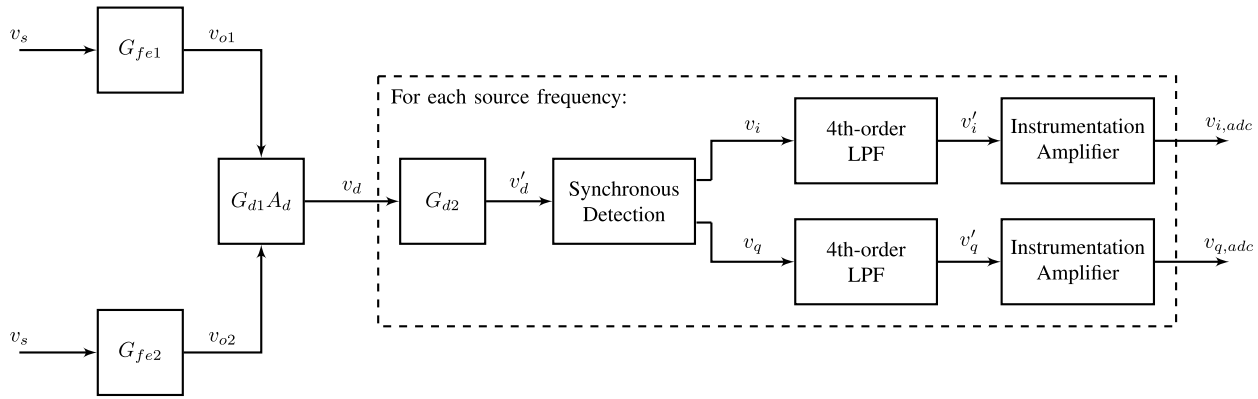 v_s
G_{fe1}
v_{o1}
For each source frequency:
v_i
4th-order
LPF
v'_i
Instrumentation
Amplifier
v_{i,adc}
G_{d1}A_d
v_d
G_{d2}
v'_d
Synchronous
Detection
v_q
4th-order
LPF
v'_q
Instrumentation
Amplifier
v_{q,adc}
v_s
G_{fe2}
v_{o2}